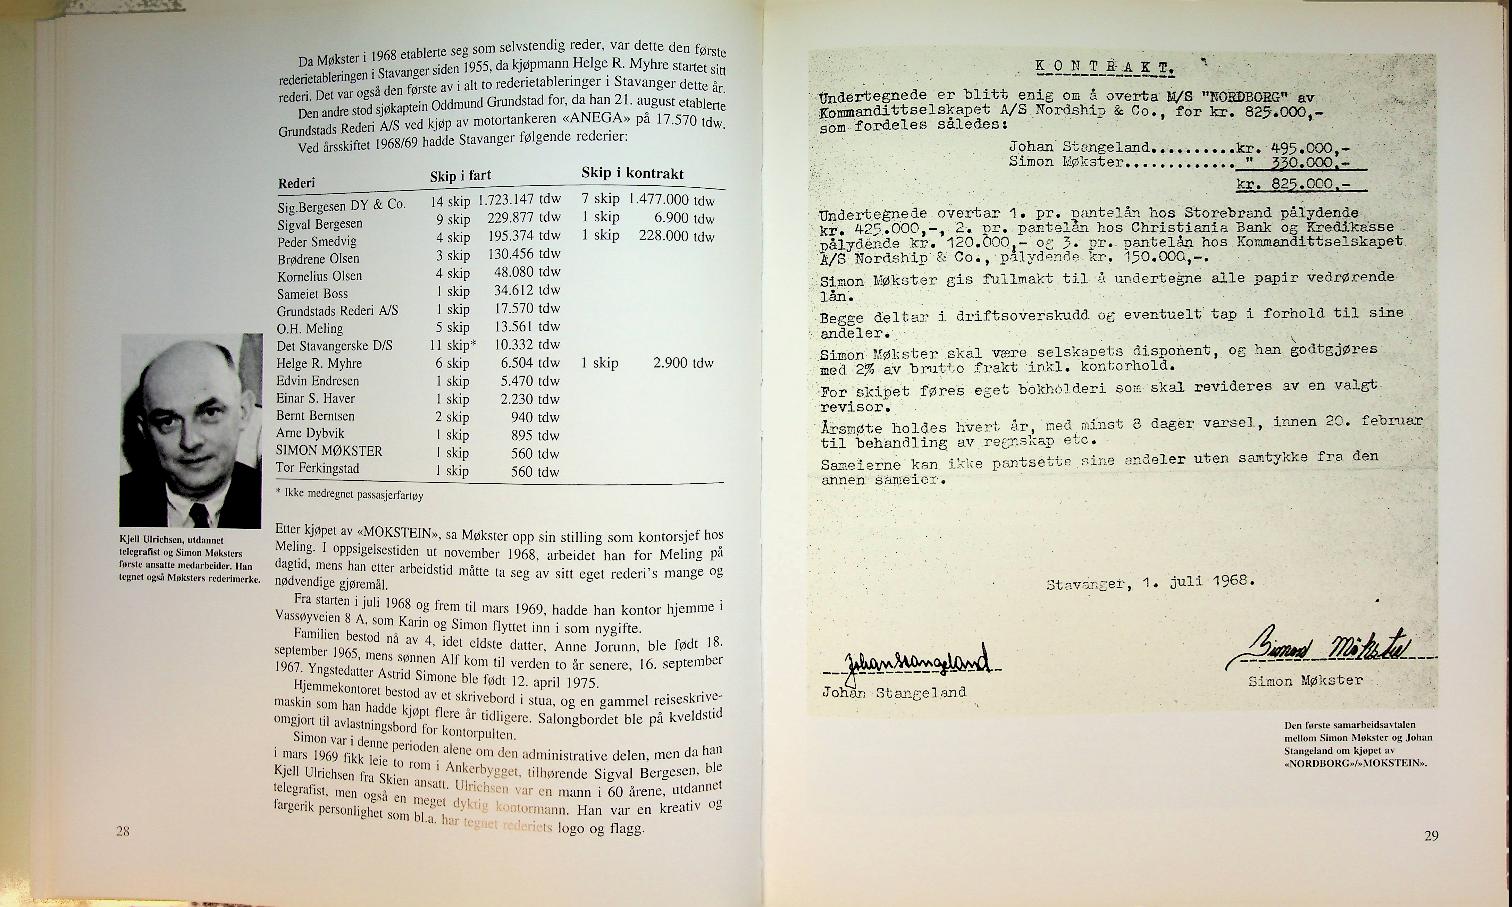 Da Møkster i 1968 etablerte seg som selvstendig reder, var dette den første
rederietableringen i Stavanger siden 1955, da kjøpmann Helge R. Myhre startet sitt
rederi. Det var også den første av i alt to rederietableringer i Stavanger dette år.
Den andre stod sjøkaptein Oddmund Grundstad for, da han 21. august etablerte
Grundstads Rederi A/S ved kjøp av motortankeren «ANEGA» på 17.570 tdw.
Ved årsskiftet 1968/69 hadde Stavanger følgende rederier:
Rederi Skip i fart Skip i kontrakt
Sig.Bergesen DY & Co. 14 skip 1.723.147 tdw 7 skip 1.477.000 tdw
Sigval Bergesen 9 skip 229.877 tdw 1 skip 6.900 tdw
Peder Smedvig 4 skip 195.374 tdw 1 skip 228.000 tdw
Brødrene Olsen 3 skip 130.456 tdw
Kornelius Olsen 4 skip 48.080 tdw
Sameiet Boss 1 skip 34.612 tdw
Grundstads Rederi A/S 1 skip 17.570 tdw
O.H. Meling 5 skip 13.561 tdw
Det Stavangerske D/S 11 skip* 10.332 tdw
Helge R. Myhre 6 skip 6.504 tdw 1 skip 2.900 tdw
Edvin Endresen 1 skip 5.470 tdw
Einar S. Haver 1 skip 2.230 tdw
Bernt Berntsen 2 skip 940 tdw
Arne Dybvik 1 skip 895 tdw
SIMON MØKSTER 1 skip 560 tdw
Tor Ferkingstad 1 skip 560 tdw
* Ikke medregnet passasjerfartøy
Kjell Ulrichsen, utdannet
telegrafist og Simon Møksters
første ansatte medarbeider. Han
tegnet også Møksters rederimerke.
Etter kjøpet av «MOKSTEIN», sa Møkster opp sin stilling som kontorsjef hos
Meling. I oppsigelsestiden ut november 1968, arbeidet han for Meling på
dagtid, mens han etter arbeidstid måtte ta seg av sitt eget rederi's mange og
nødvendige gjøremål.
Fra starten i juli 1968 og frem til mars 1969, hadde han kontor hjemme i
Vassøyveien 8 A, som Karin og Simon flyttet inn i som nygifte.
Familien bestod nå av 4, idet eldste datter, Anne Jorunn, ble født 18.
september 1965, mens sønnen Alf kom til verden to år senere, 16. september
1967. Yngstedatter Astrid Simone ble født 12. april 1975.
Hjemmekontoret bestod av et skrivebord i stua, og en gammel reiseskrive-
maskin som han hadde kjøpt flere år tidligere. Salongbordet ble på kveldstid
omgjort til avlastningsbord for kontorpulten.
Simon var i denne perioden alene om den administrative delen, men da han
i mars 1969 fikk leie to rom i Ankerbygget, tilhørende Sigval Bergesen, ble
Kjell Ulrichsen fra Skien ansatt. Ulrichsen var en mann i 60 årene, utdannet
telegrafist, men også en meget dyktig kontormann. Han var en kreativ og
fargerik personlighet som bl.a. har tegnet rederiets logo og flagg.
28
KONTRAKT.
Undertegnede er blitt enig om å overta M/S "NORDBORG" av
Kommandittselskapet A/S Nordship & Co., for kr. 825.000,-
som fordeles således:
Johan Stangeland..........kr. 495.000,-
Simon Møkster............. " 330.000,-
kr. 825.000,-
Undertegnede overtar 1. pr. pantelån hos Storebrand pålydende
kr. 425.000,-, 2. pr. pantelån hos Christiania Bank og Kredikasse
pålydende kr. 120.000,- og 3. pr. pantelån hos Kommandittselskapet
A/S Nordship & Co., pålydende kr. 150.000,-.
Simon Møkster gis fullmakt til å undertegne alle papir vedrørende
lån.
Begge deltar i driftsoverskudd og eventuelt tap i forhold til sine
andeler.
Simon Møkster skal være selskapets disponent, og han godtgjøres
med 2% av brutto frakt inkl. kontorhold.
For skipet føres eget bokholderi som skal revideres av en valgt
revisor.
Årsmøte holdes hvert år, med minst 8 dager varsel, innen 20. februar
til behandling av regnskap etc.
Sameierne kan ikke pantsette sine andeler uten samtykke fra den
annen sameier.
Stavanger, 1. juli 1968.
Johan Stangeland Simon Møkster
Johan Stangeland Simon Møkster
Den første samarbeidsavtalen
mellom Simon Møkster og Johan
Stangeland om kjøpet av
«NORDBORG»/»MOKSTEIN».
29